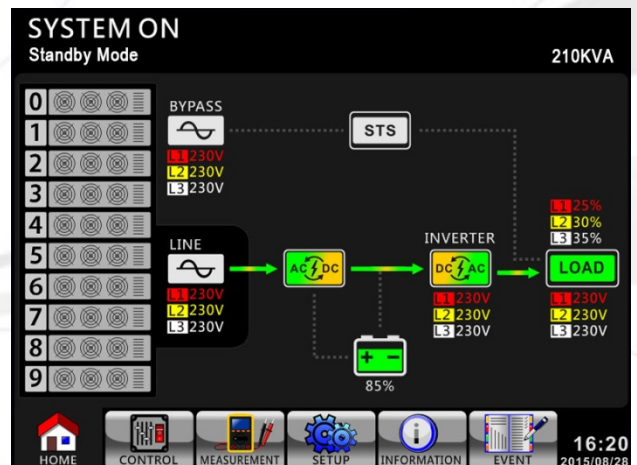 SYSTEM ON
Standby Mode
210KVA
0
1
2
3
4
5
6
7
8
9
BYPASS
L1 230V
L2 230V
L3 230V
STS
LINE
L1 230V
L2 230V
L3 230V
AC DC
INVERTER
DC AC
L1 230V
L2 230V
L3 230V
L1 25%
L2 30%
L3 35%
LOAD
L1 230V
L2 230V
L3 230V
+ -
85%
HOME
CONTROL
MEASUREMENT
SETUP
INFORMATION
EVENT
16:20
2015/08/28